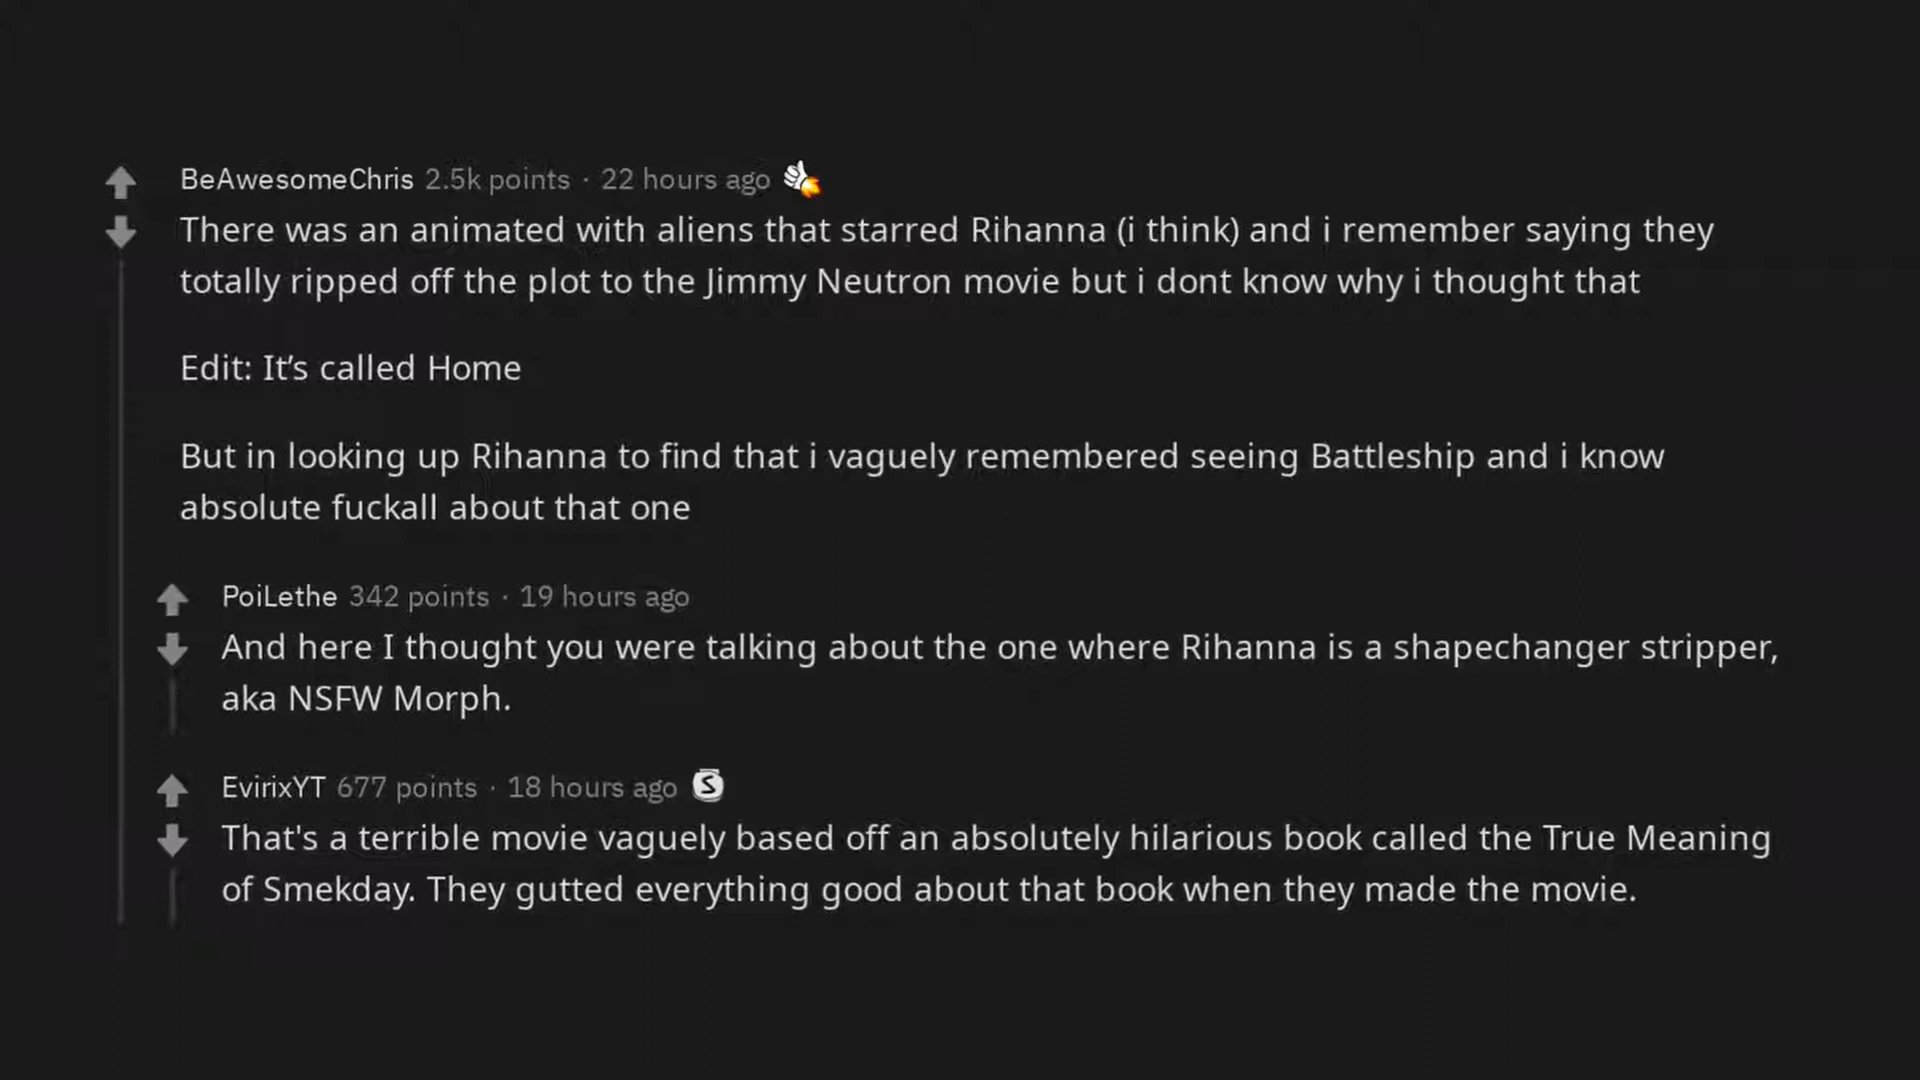 BeAwesomeChris 2.5k points · 22 hours ago
There was an animated with aliens that starred Rihanna (i think) and i remember saying they
totally ripped off the plot to the Jimmy Neutron movie but i dont know why i thought that
Edit: It’s called Home
But in looking up Rihanna to find that i vaguely remembered seeing Battleship and i know
absolute fuckall about that one
PoiLethe 342 points · 19 hours ago
And here I thought you were talking about the one where Rihanna is a shapechanger stripper,
aka NSFW Morph.
EvirixYT 677 points · 18 hours ago S
That's a terrible movie vaguely based off an absolutely hilarious book called the True Meaning
of Smekday. They gutted everything good about that book when they made the movie.